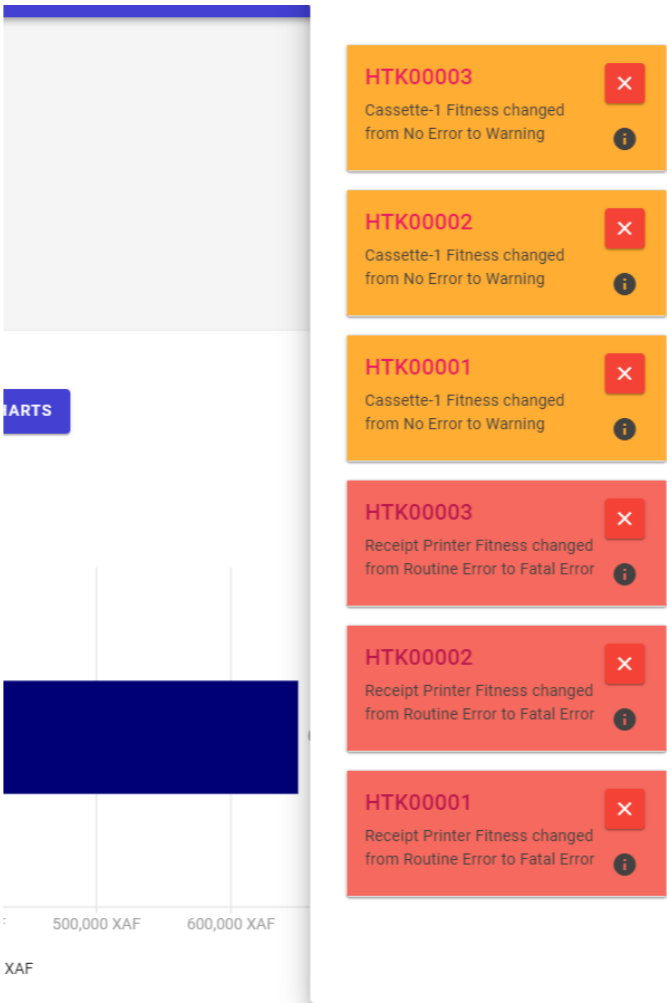 HTK00003
Cassette-1 Fitness changed
from No Error to Warning
HTK00002
Cassette-1 Fitness changed
from No Error to Warning
HTK00001
Cassette-1 Fitness changed
from No Error to Warning
HTK00003
Receipt Printer Fitness changed
from Routine Error to Fatal Error
HTK00002
Receipt Printer Fitness changed
from Routine Error to Fatal Error
HTK00001
Receipt Printer Fitness changed
from Routine Error to Fatal Error
500,000 XAF
600,000 XAF
XAF